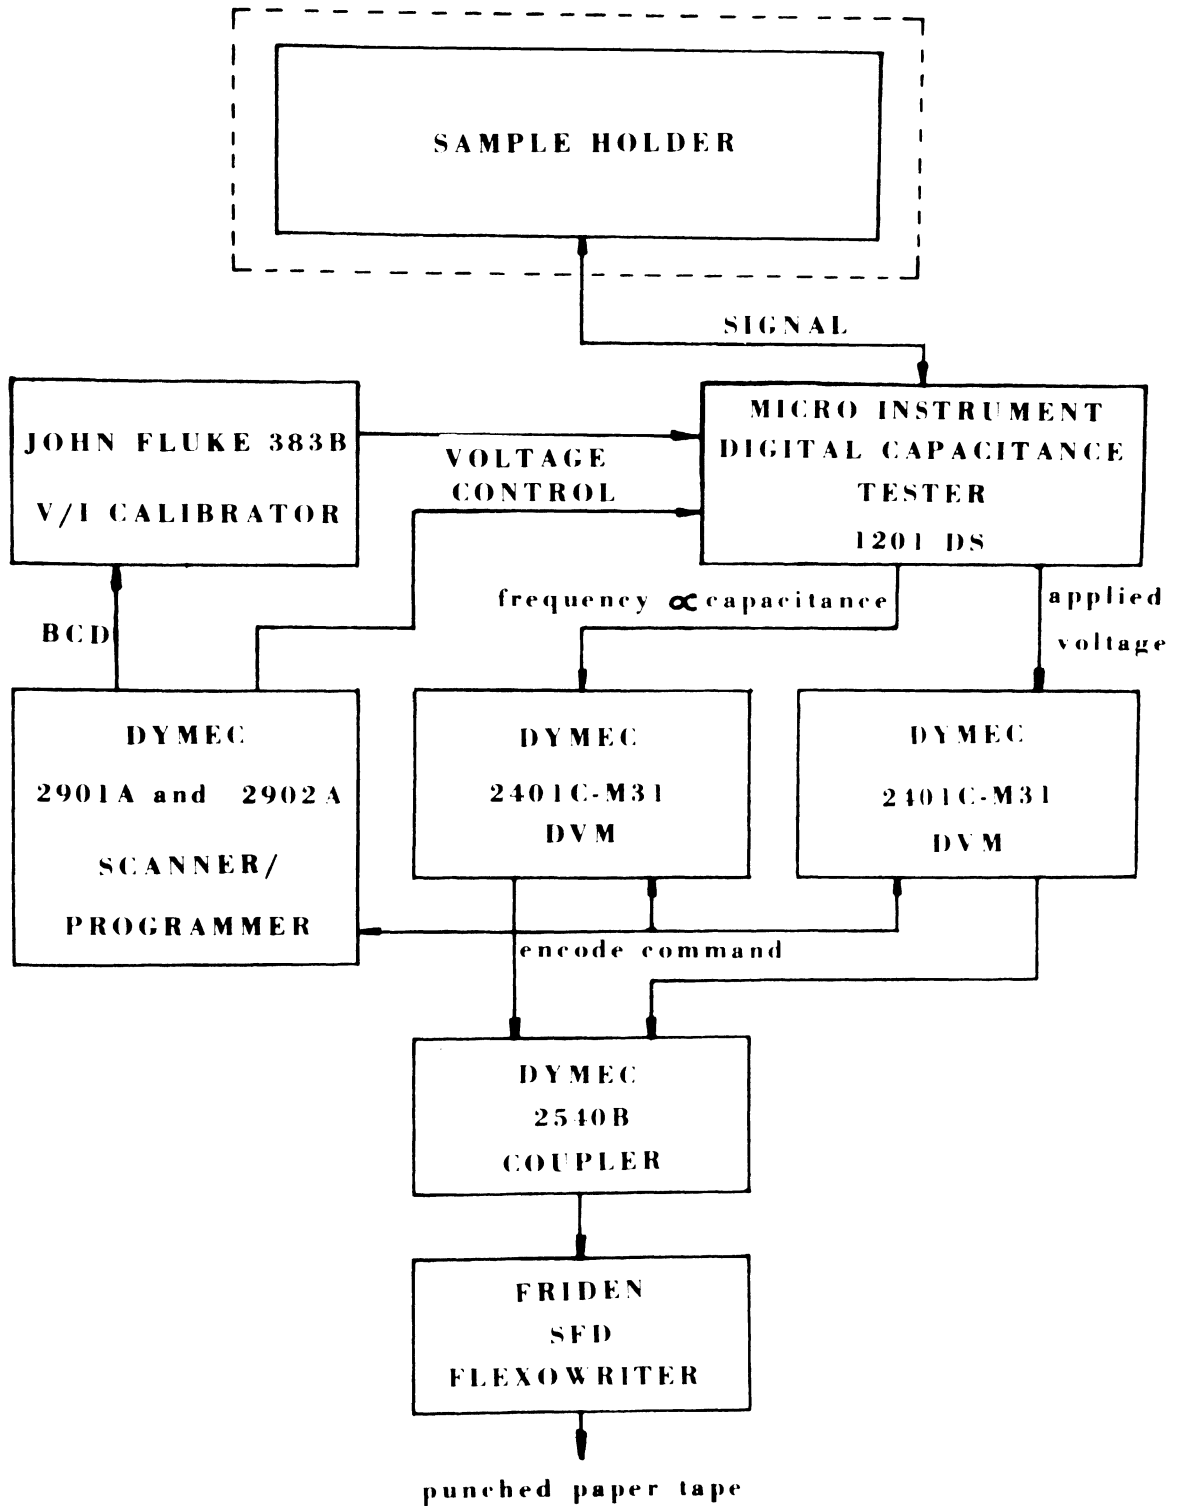 SAMPLE HOLDER
SIGNAL
JOHN FLUKE 383B
V/I CALIBRATOR
VOLTAGE
CONTROL
MICRO INSTRUMENT
DIGITAL CAPACITANCE
TESTER
1201 DS
frequency ∝ capacitance
applied
voltage
BCD
DYMEC
2901A and 2902A
SCANNER/
PROGRAMMER
DYMEC
2401C-M31
DVM
DYMEC
2401C-M31
DVM
encode command
DYMEC
2540B
COUPLER
FRIDEN
SFD
FLEXOWRITER
punched paper tape